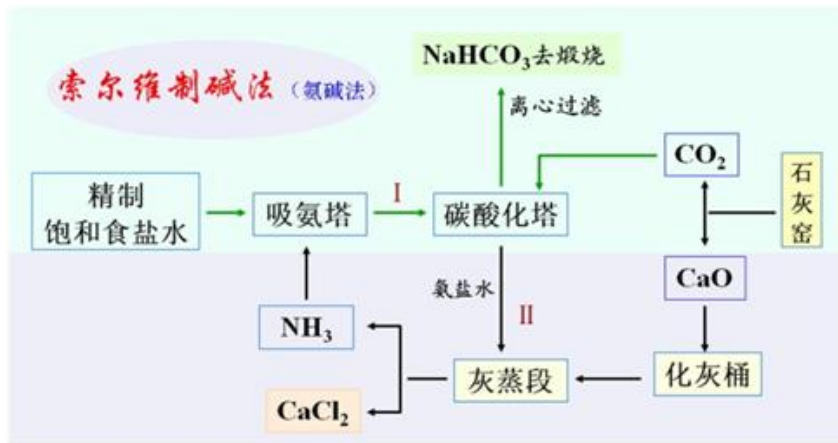 NaHCO₃去煅烧
索尔维制碱法(氨碱法)
离心过滤
CO₂
石灰窑
精制
饱和食盐水
吸氨塔
I
碳酸化塔
CaO
氨盐水
II
NH₃
灰蒸段
化灰桶
CaCl₂